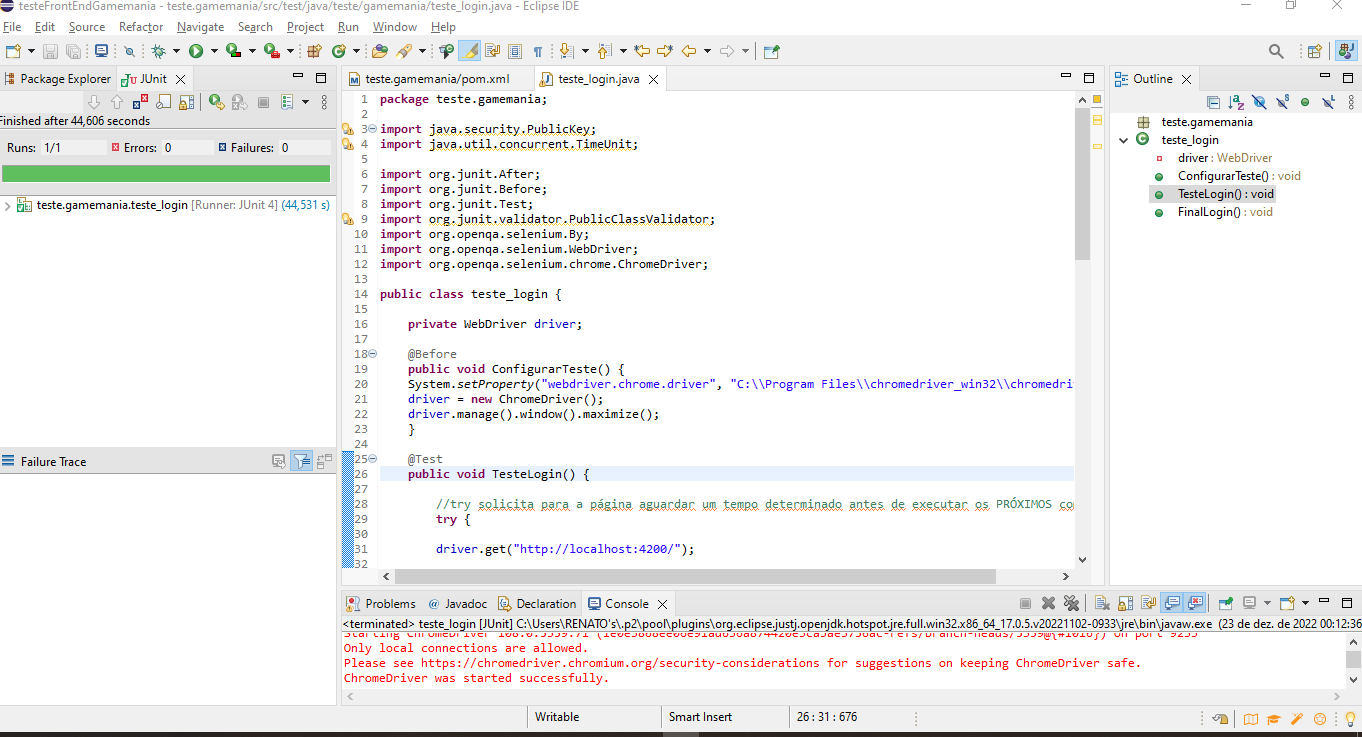 testeFrontEndGamemania - teste.gamemania/src/test/java/teste/gamemania/teste_login.java - Eclipse IDE
File Edit Source Refactor Navigate Search Project Run Window Help
Package Explorer JUnit
Finished after 44,606 seconds
Runs: 1/1 Errors: 0 Failures: 0
teste.gamemania.teste_login [Runner: JUnit 4] (44,531 s)
Failure Trace
teste.gamemania/pom.xml teste_login.java
1 package teste.gamemania;
2
3 import java.security.PublicKey;
4 import java.util.concurrent.TimeUnit;
5
6 import org.junit.After;
7 import org.junit.Before;
8 import org.junit.Test;
9 import org.junit.validator.PublicClassValidator;
10 import org.openqa.selenium.By;
11 import org.openqa.selenium.WebDriver;
12 import org.openqa.selenium.chrome.ChromeDriver;
13
14 public class teste_login {
15
16 private WebDriver driver;
17
18 @Before
19 public void ConfigurarTeste() {
20 System.setProperty("webdriver.chrome.driver", "C:\\Program Files\\chromedriver_win32\\chromedri
21 driver = new ChromeDriver();
22 driver.manage().window().maximize();
23 }
24
25 @Test
26 public void TesteLogin() {
27
28 //try solicita para a página aguardar um tempo determinado antes de executar os PRÓXIMOS co
29 try {
30
31 driver.get("http://localhost:4200/");
32
Outline
teste.gamemania
teste_login
driver : WebDriver
ConfigurarTeste() : void
TesteLogin() : void
FinalLogin() : void
Problems Javadoc Declaration Console
<terminated> teste_login [JUnit] C:\Users\RENATO's\.p2\pool\plugins\org.eclipse.justj.openjdk.hotspot.jre.full.win32.x86_64_17.0.5.v20221102-0933\jre\bin\javaw.exe (23 de dez. de 2022 00:12:36
Starting ChromeDriver 108.0.5359.71 on port 9255
Only local connections are allowed.
Please see https://chromedriver.chromium.org/security-considerations for suggestions on keeping ChromeDriver safe.
ChromeDriver was started successfully.
Writable Smart Insert 26 : 31 : 676